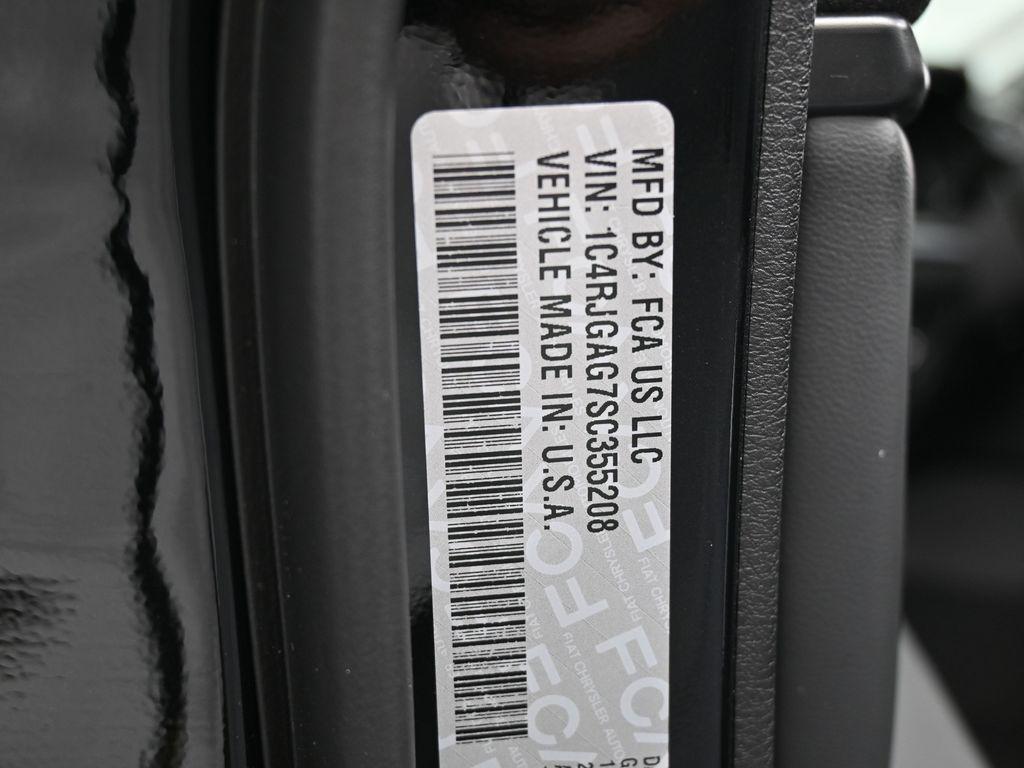 MFD BY: FCA US LLC
VIN: 1C4RJGAG7SC355208
VEHICLE MADE IN: U.S.A.